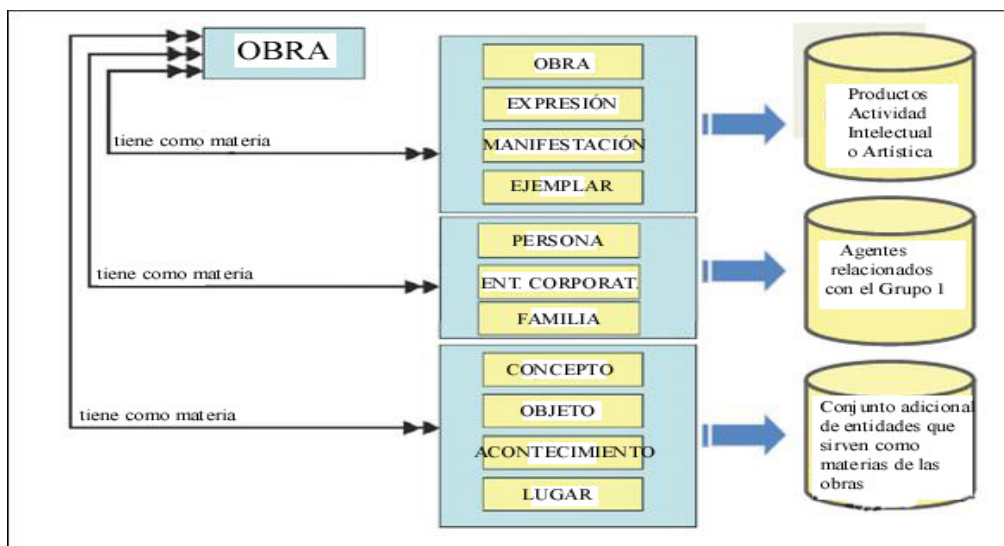 OBRA
OBRA
EXPRESIÓN
MANIFESTACIÓN
EJEMPLAR
tiene como materia
Productos
Actividad
Intelectual
o Artística
PERSONA
ENT. CORPORAT.
FAMILIA
tiene como materia
Agentes
relacionados
con el Grupo 1
CONCEPTO
OBJETO
ACONTECIMIENTO
LUGAR
tiene como materia
Conjunto adicional
de entidades que
sirven como
materias de las
obras